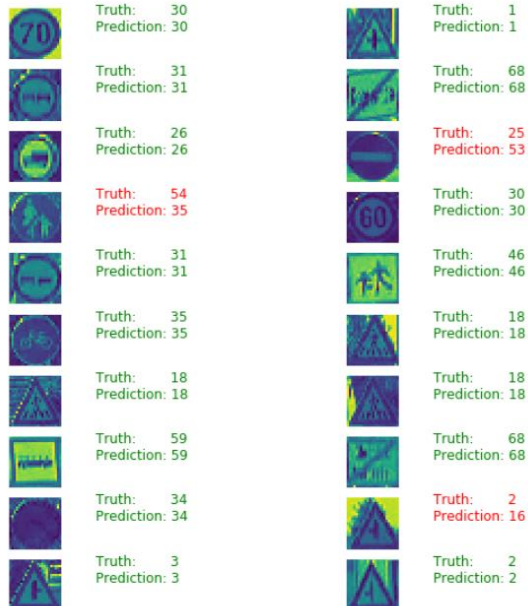 70
Truth: 30
Prediction: 30
Truth: 1
Prediction: 1
Truth: 31
Prediction: 31
Truth: 68
Prediction: 68
Truth: 26
Prediction: 26
Truth: 25
Prediction: 53
Truth: 54
Prediction: 35
60
Truth: 30
Prediction: 30
Truth: 31
Prediction: 31
Truth: 46
Prediction: 46
Truth: 35
Prediction: 35
Truth: 18
Prediction: 18
Truth: 18
Prediction: 18
Truth: 18
Prediction: 18
Truth: 59
Prediction: 59
Truth: 68
Prediction: 68
Truth: 34
Prediction: 34
Truth: 2
Prediction: 16
Truth: 3
Prediction: 3
Truth: 2
Prediction: 2